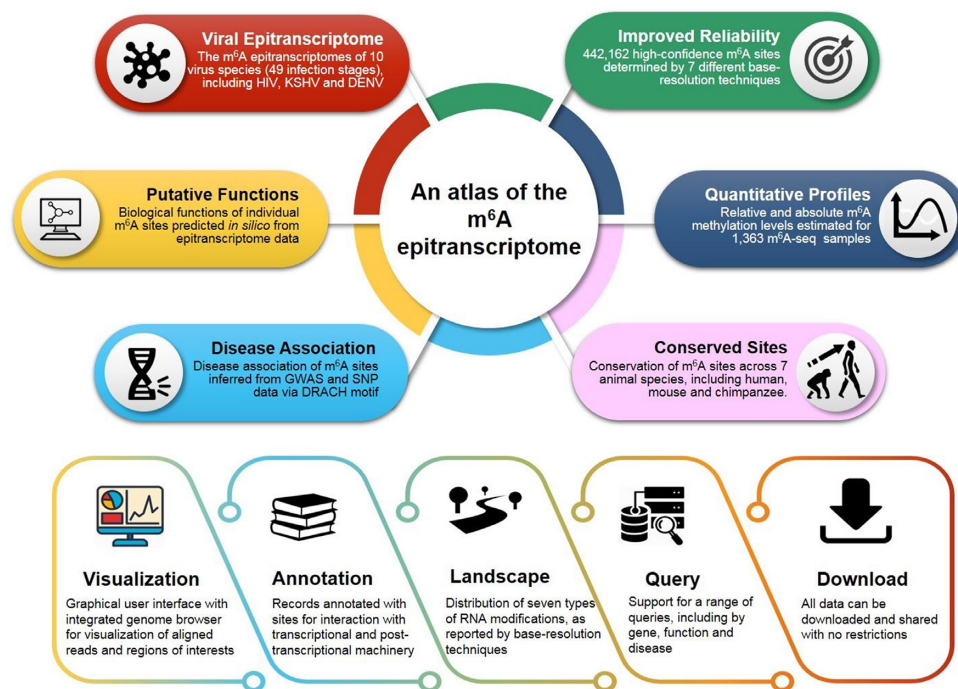 Viral Epitranscriptome
The m⁶A epitranscriptomes of 10
virus species (49 infection stages),
including HIV, KSHV and DENV
Improved Reliability
442,162 high-confidence m⁶A sites
determined by 7 different base-
resolution techniques
Putative Functions
Biological functions of individual
m⁶A sites predicted in silico from
epitranscriptome data
An atlas of the
m⁶A
epitranscriptome
Quantitative Profiles
Relative and absolute m⁶A
methylation levels estimated for
1,363 m⁶A-seq samples
Disease Association
Disease association of m⁶A sites
inferred from GWAS and SNP
data via DRACH motif
Conserved Sites
Conservation of m⁶A sites across 7
animal species, including human,
mouse and chimpanzee.
Visualization
Graphical user interface with
integrated genome browser
for visualization of aligned
reads and regions of interests
Annotation
Records annotated with
sites for interaction with
transcriptional and post-
transcriptional machinery
Landscape
Distribution of seven types
of RNA modifications, as
reported by base-resolution
techniques
Query
Support for a range of
queries, including by
gene, function and
disease
Download
All data can be
downloaded and shared
with no restrictions